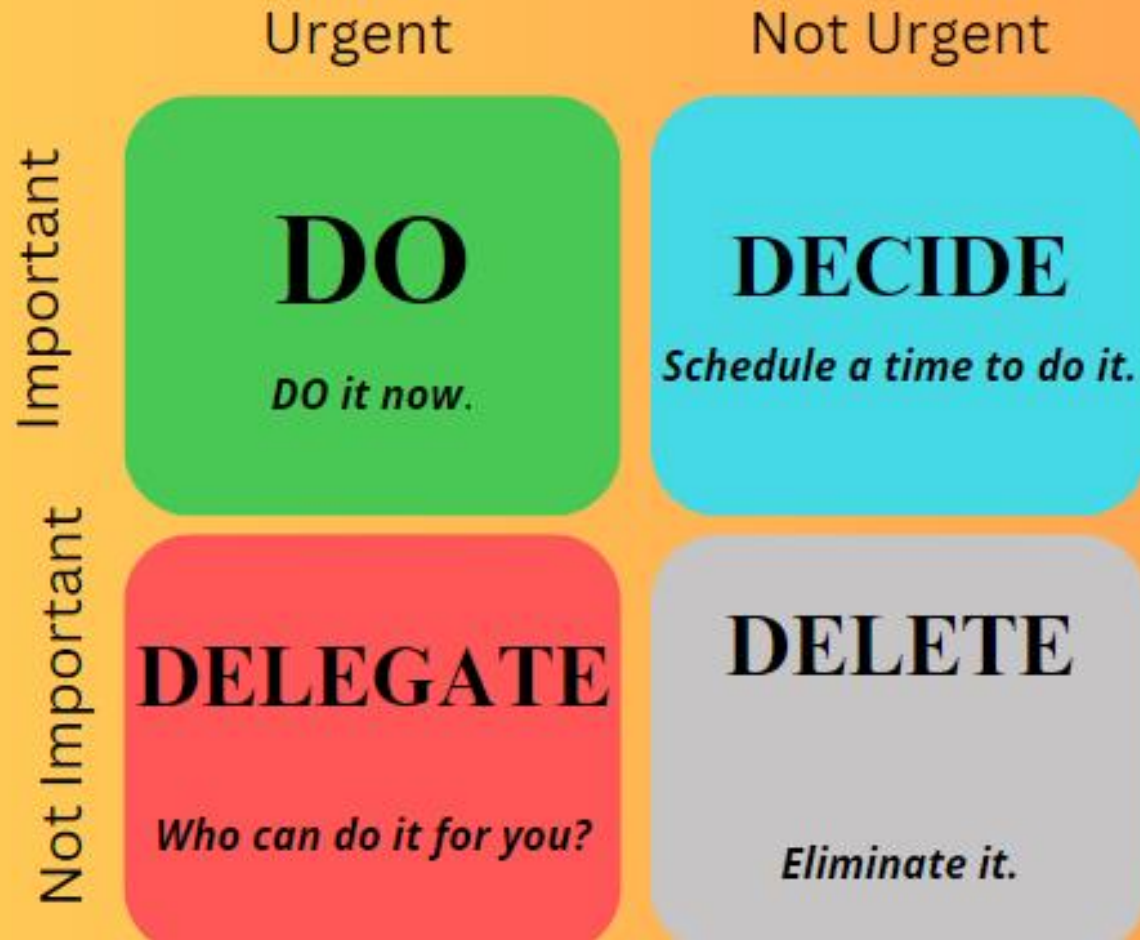 Urgent
Not Urgent
Important
DO
DO it now.
DECIDE
Schedule a time to do it.
Not Important
DELEGATE
Who can do it for you?
DELETE
Eliminate it.